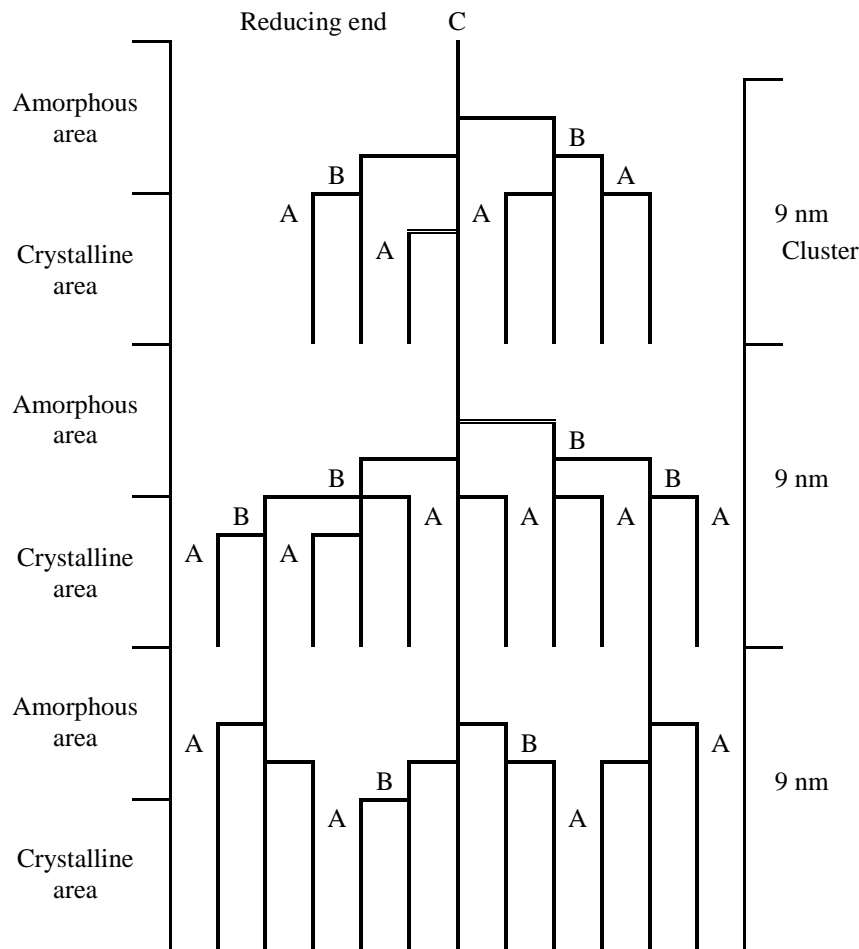 Reducing end C
Amorphous
area
B
B A
A A 9 nm
A Cluster
Crystalline
area
Amorphous
area
B
B B 9 nm
B A A A A
A A
Crystalline
area
Amorphous
area
A B A
B 9 nm
A A
Crystalline
area